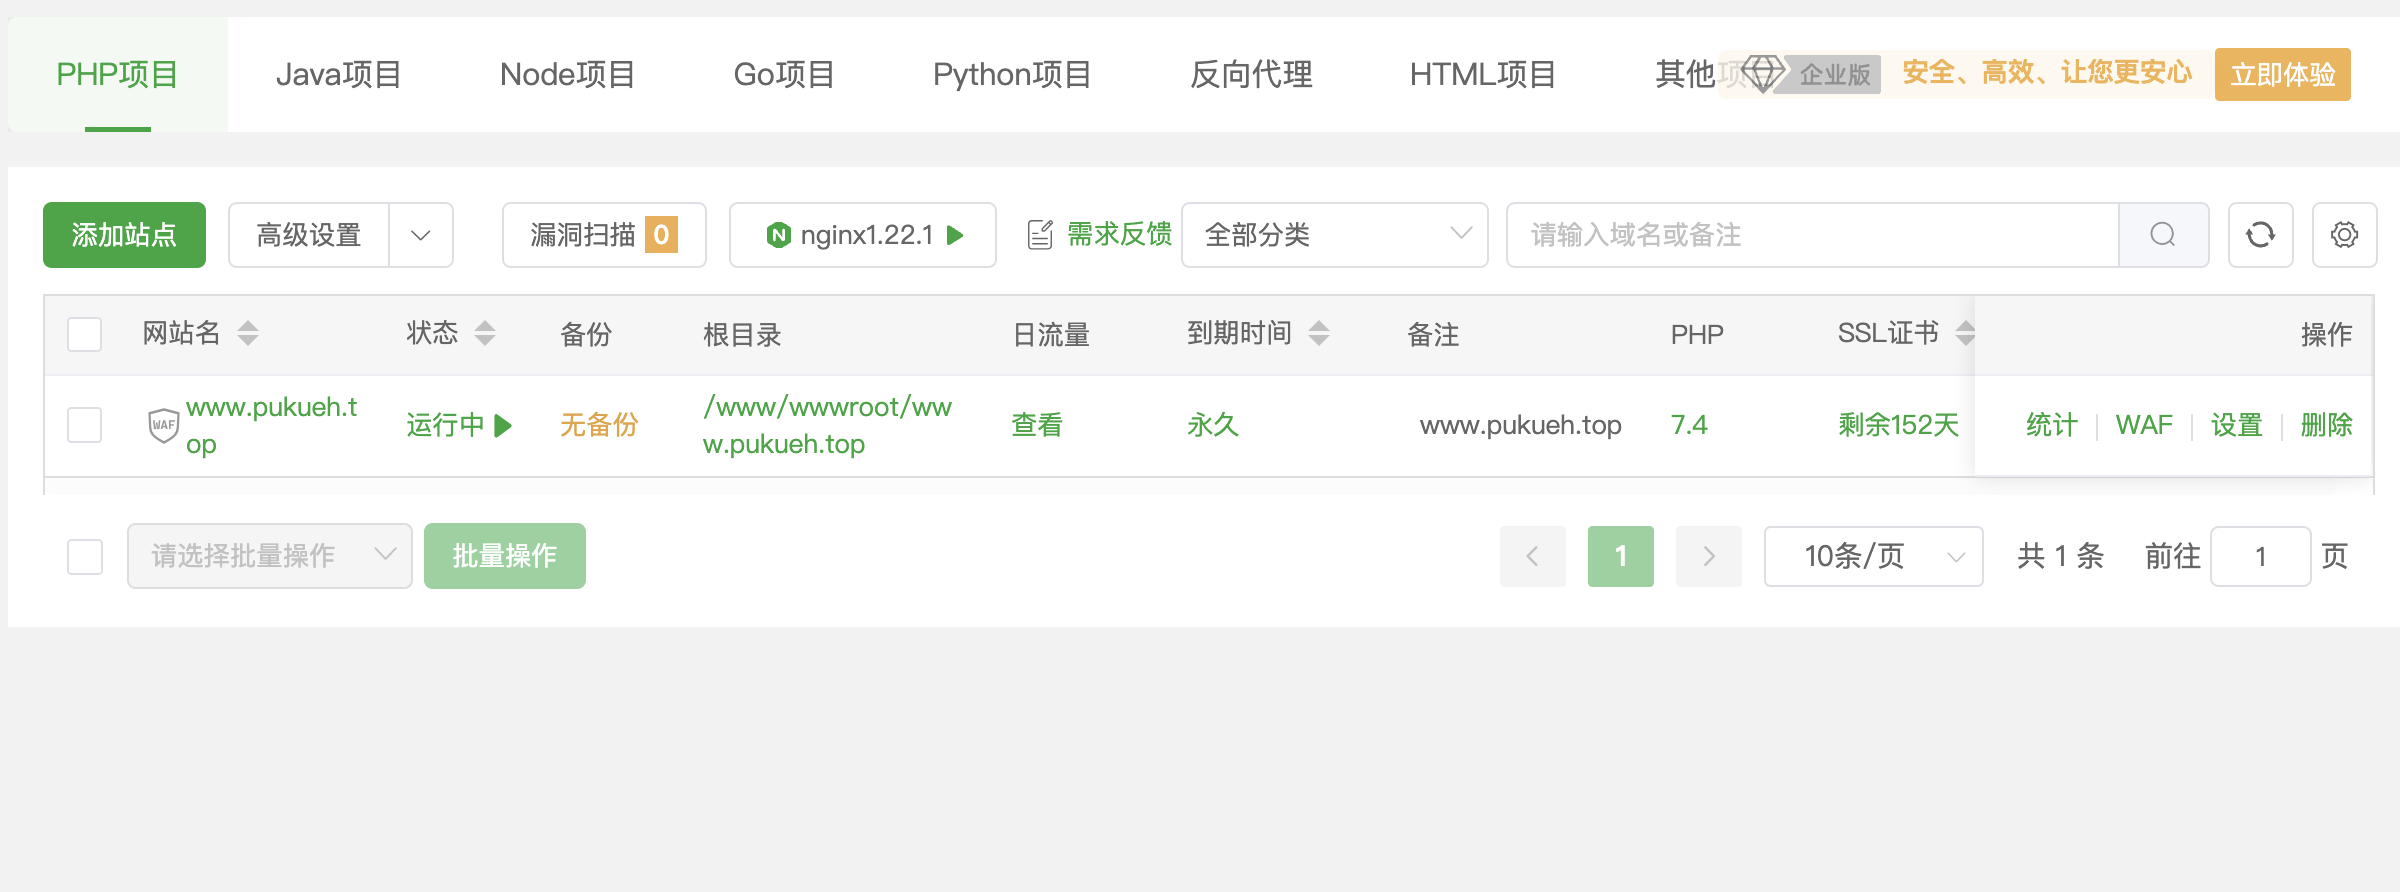 PHP项目 Java项目 Node项目 Go项目 Python项目 反向代理 HTML项目 其他项目 企业版 安全、高效、让您更安心 立即体验
添加站点 高级设置 漏洞扫描 0 nginx1.22.1 需求反馈 全部分类 请输入域名或备注
网站名 状态 备份 根目录 日流量 到期时间 备注 PHP SSL证书 操作
WAF www.pukueh.t
op 运行中 无备份 /www/wwwroot/ww
w.pukueh.top 查看 永久 www.pukueh.top 7.4 剩余152天 统计 WAF 设置 删除
请选择批量操作 批量操作 1 10条/页 共 1 条 前往 1 页